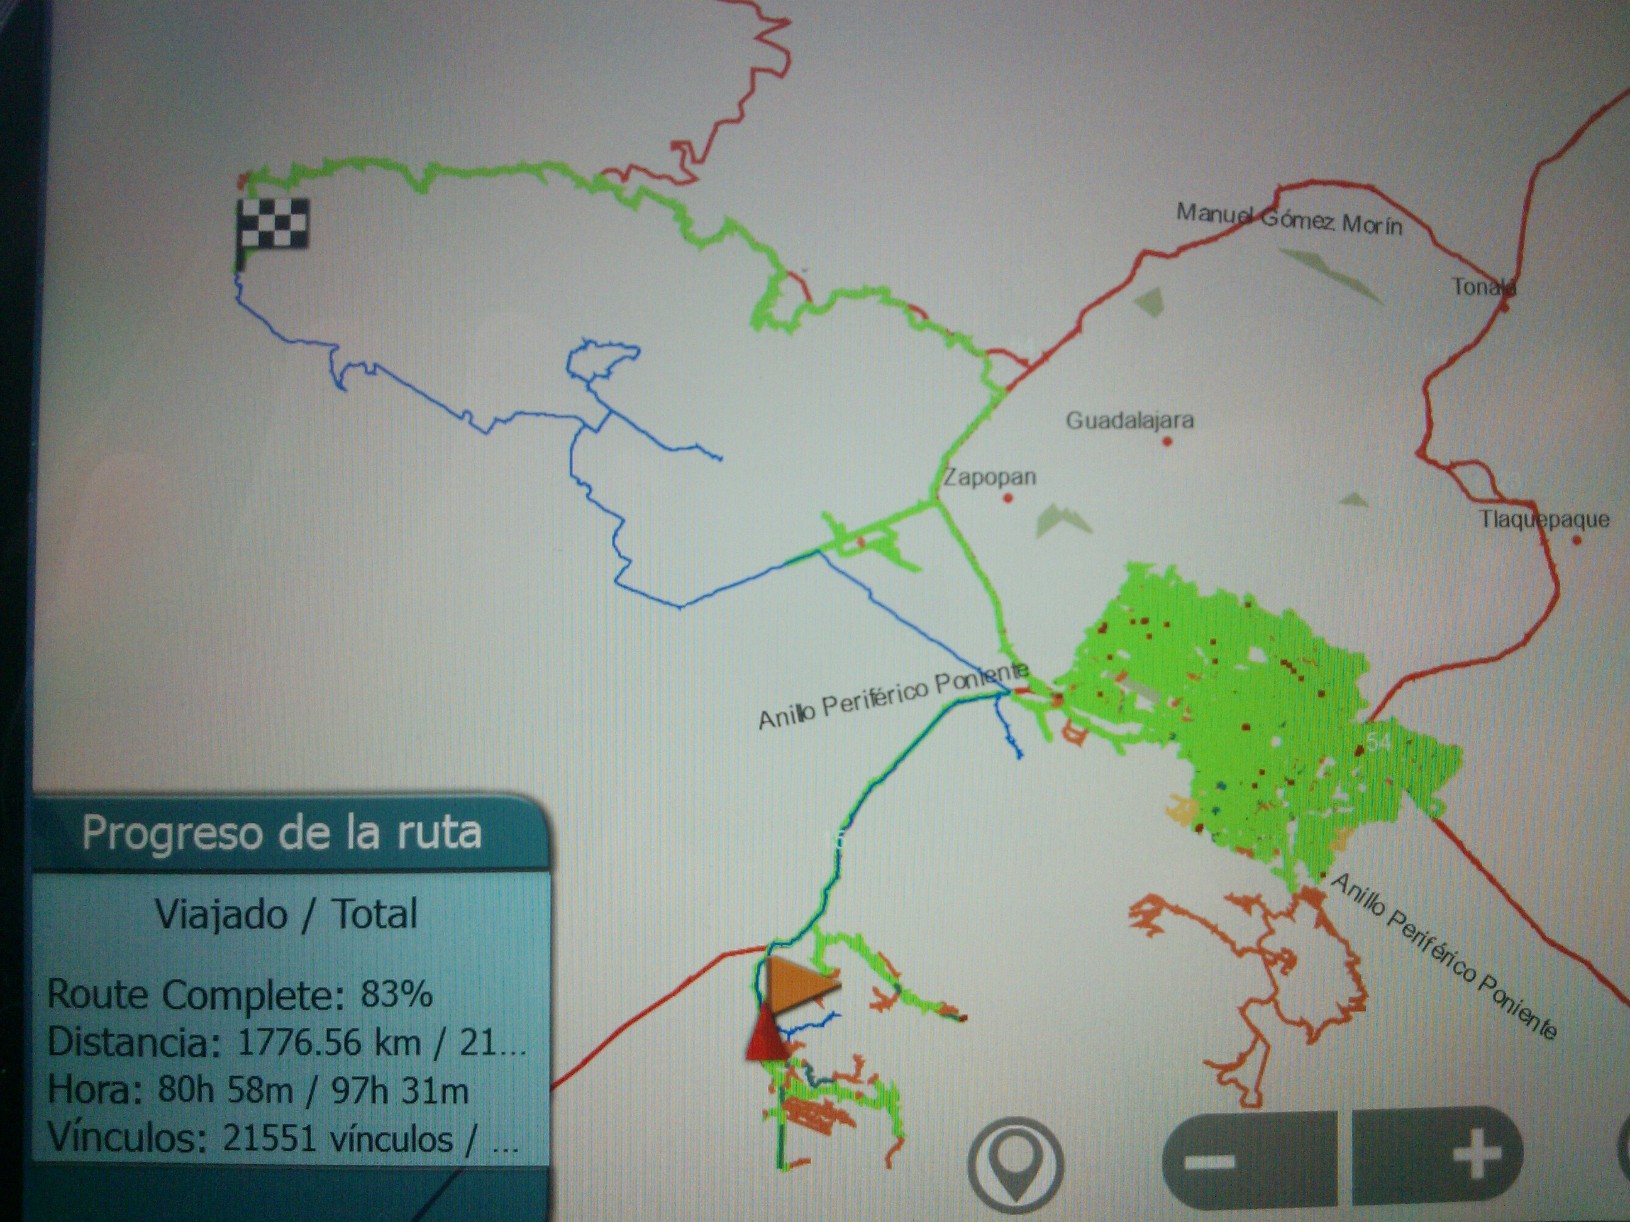 Manuel Gómez Morín
Tonalá
Guadalajara
Zapopan
Tlaquepaque
Anillo Periférico Poniente
54
Anillo Periférico Poniente
Progreso de la ruta
Viajado / Total
Route Complete: 83%
Distancia: 1776.56 km / 21...
Hora: 80h 58m / 97h 31m
Vínculos: 21551 vínculos / ...